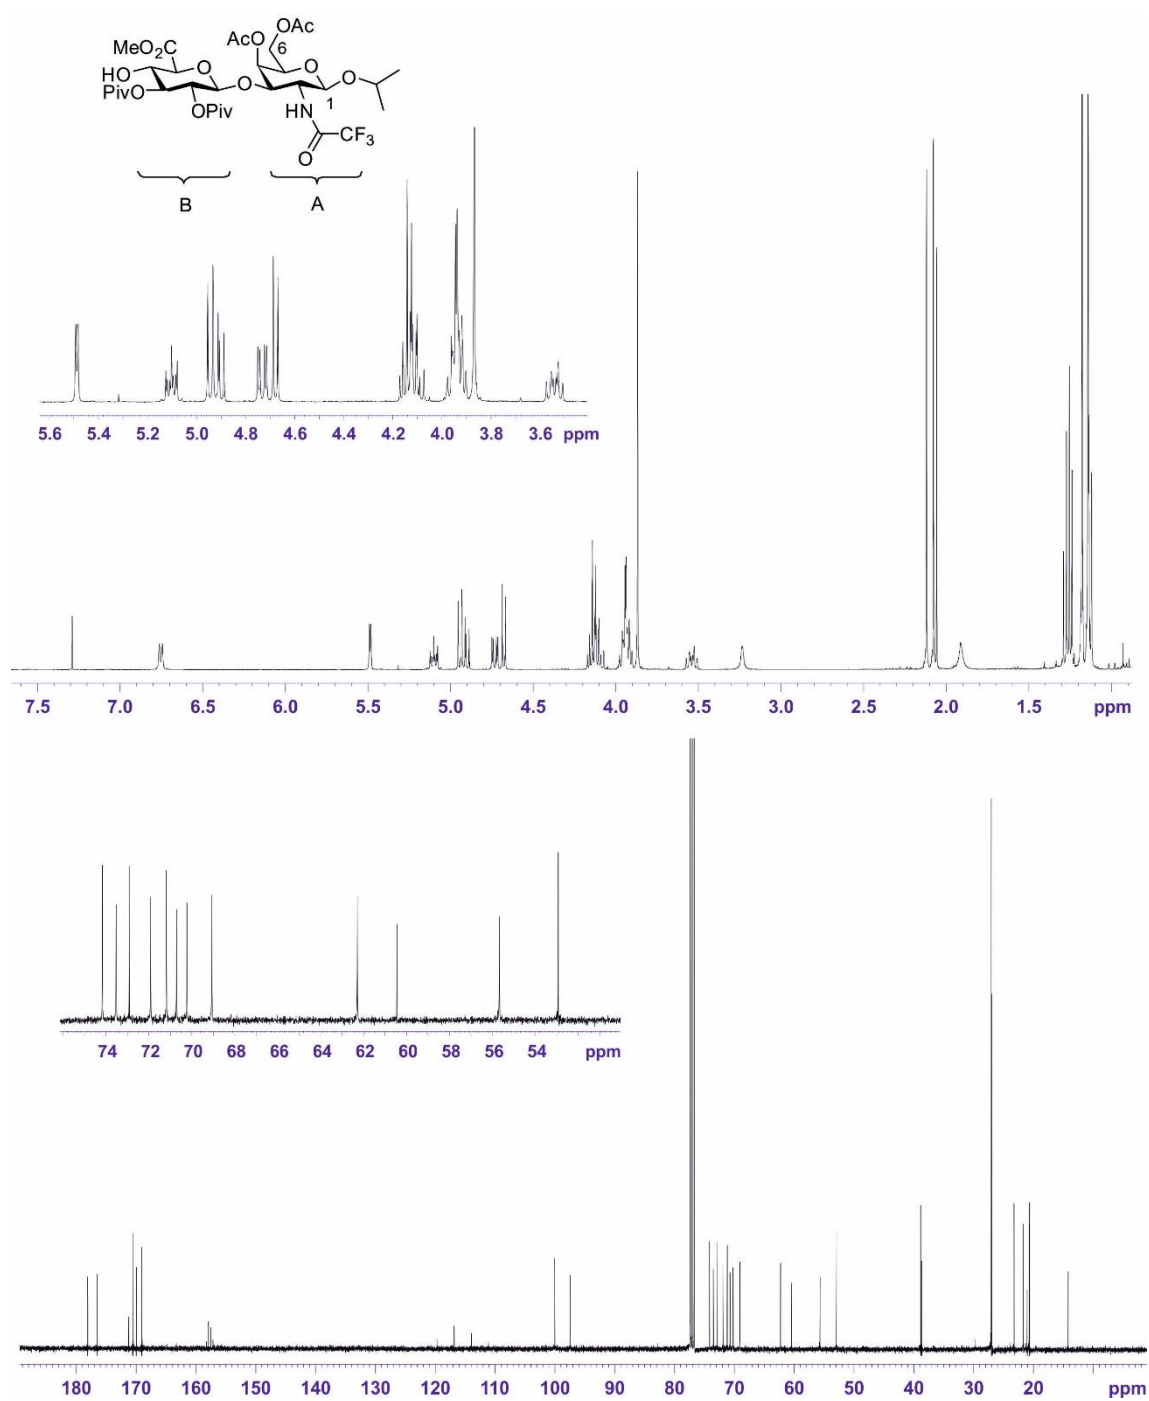 OAc
AcO
6
MeO₂C
O
O
O
HO
O
O
PivO
1
OPiv
HN
CF₃
O
B
A
5.6 5.4 5.2 5.0 4.8 4.6 4.4 4.2 4.0 3.8 3.6 ppm
7.5 7.0 6.5 6.0 5.5 5.0 4.5 4.0 3.5 3.0 2.5 2.0 1.5 ppm
74 72 70 68 66 64 62 60 58 56 54 ppm
180 170 160 150 140 130 120 110 100 90 80 70 60 50 40 30 20 ppm